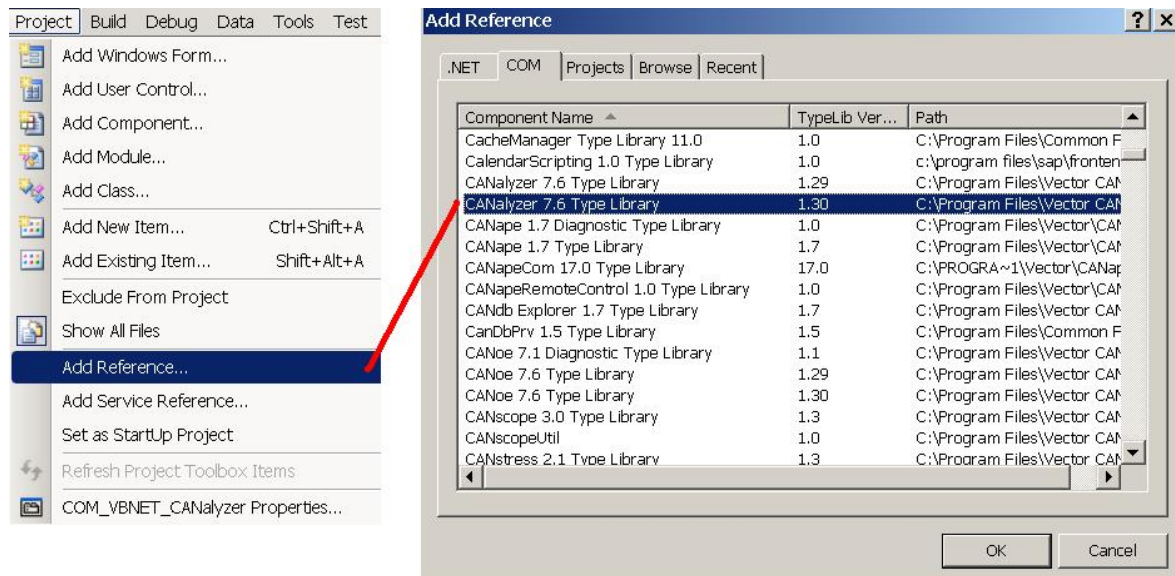 Project Build Debug Data Tools Test
Add Windows Form...
Add User Control...
Add Component...
Add Module...
Add Class...
Add New Item... Ctrl+Shift+A
Add Existing Item... Shift+Alt+A
Exclude From Project
Show All Files
Add Reference...
Add Service Reference...
Set as StartUp Project
Refresh Project Toolbox Items
COM_VBNET_CANalyzer Properties...
Add Reference
.NET COM Projects Browse Recent
Component Name TypeLib Ver... Path
CacheManager Type Library 11.0 1.0 C:\Program Files\Common F
CalendarScripting 1.0 Type Library 1.0 c:\program files\sap\fronten
CANalyzer 7.6 Type Library 1.29 C:\Program Files\Vector CAN
CANalyzer 7.6 Type Library 1.30 C:\Program Files\Vector CAN
CANape 1.7 Diagnostic Type Library 1.0 C:\Program Files\Vector\CAN
CANape 1.7 Type Library 1.7 C:\Program Files\Vector\CAN
CANapeCom 17.0 Type Library 17.0 C:\PROGRA~1\Vector\CANap
CANapeRemoteControl 1.0 Type Library 1.0 C:\Program Files\Vector\CAN
CANdb Explorer 1.7 Type Library 1.7 C:\Program Files\Vector CAN
CanDbPrv 1.5 Type Library 1.5 C:\Program Files\Common F
CANoe 7.1 Diagnostic Type Library 1.1 C:\Program Files\Vector CAN
CANoe 7.6 Type Library 1.29 C:\Program Files\Vector CAN
CANoe 7.6 Type Library 1.30 C:\Program Files\Vector CAN
CANscope 3.0 Type Library 1.3 C:\Program Files\Vector CAN
CANscopeUtil 1.0 C:\Program Files\Vector CAN
CANstress 2.1 Type Library 1.3 C:\Program Files\Vector CAN
OK Cancel